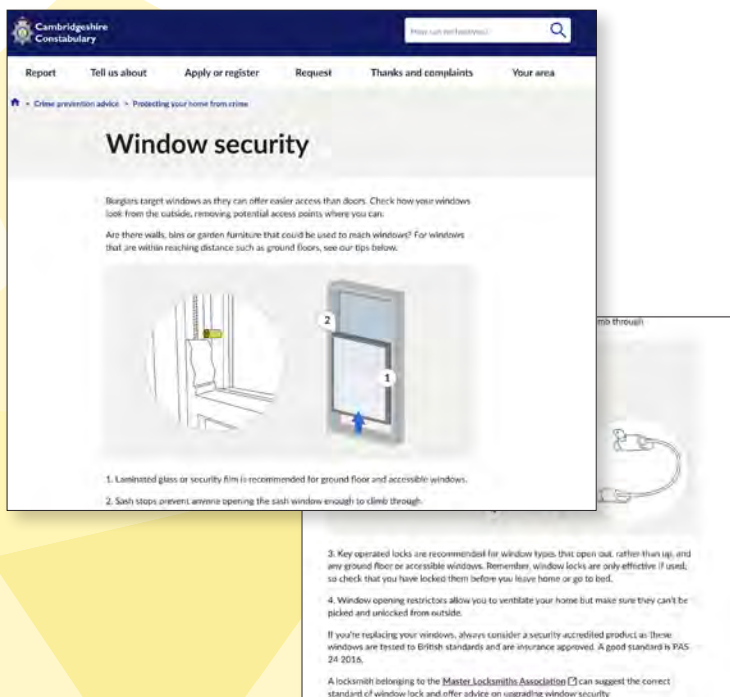 Cambridgeshire
Constabulary
How can we help you?
Report Tell us about Apply or register Request Thanks and complaints Your area
Crime prevention advice > Protecting your home from crime
Window security
Burglars target windows as they can offer easier access than doors. Check how your windows
look from the outside, removing potential access points where you can.
Are there walls, bins or garden furniture that could be used to reach windows? For windows
that are within reaching distance such as ground floors, see our tips below.
2
1
1. Laminated glass or security film is recommended for ground floor and accessible windows.
2. Sash stops prevent anyone opening the sash window enough to climb through.
through
3. Key operated locks are recommended for window types that open out, rather than up, and
any ground floor or accessible windows. Remember, window locks are only effective if used,
so check that you have locked them before you leave home or go to bed.
4. Window opening restrictors allow you to ventilate your home but make sure they can't be
picked and unlocked from outside.
If you're replacing your windows, always consider a security accredited product as these
windows are tested to British standards and are insurance approved. A good standard is PAS
24 2016.
A locksmith belonging to the Master Locksmiths Association can suggest the correct
standard of window lock and offer advice on upgrading window security